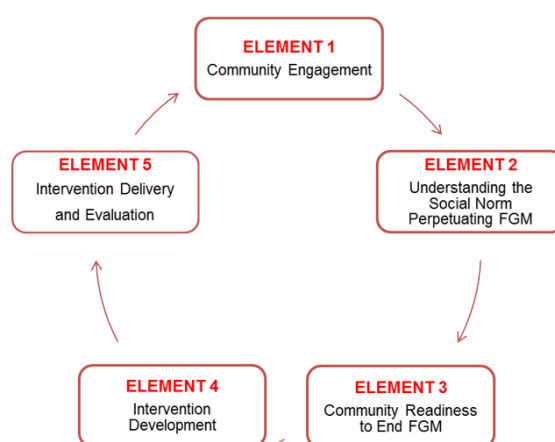 ELEMENT 1
Community Engagement
ELEMENT 2
Understanding the
Social Norm
Perpetuating FGM
ELEMENT 3
Community Readiness
to End FGM
ELEMENT 4
Intervention
Development
ELEMENT 5
Intervention Delivery
and Evaluation